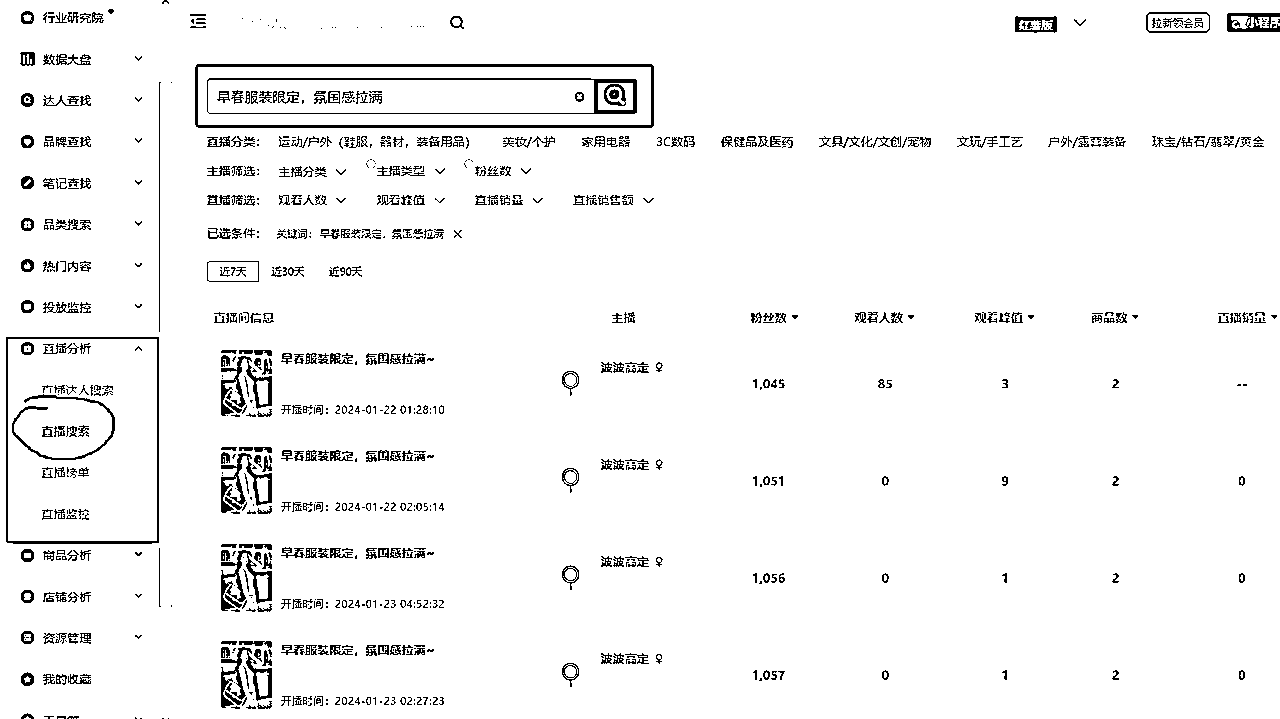 行业研究院
数据大盘
达人查找
品牌查找
笔记查找
品类搜索
热门内容
投放监控
直播分析
直播达人搜索
直播搜索
直播榜单
直播监控
商品分析
店铺分析
资源管理
我的收藏
红薯版
拉新领会员
小程序
早春服装限定，氛围感拉满
直播分类： 运动/户外（鞋服，器材，装备用品） 美妆/个护 家用电器 3C数码 保健品及医药 文具/文化/文创/宠物 文玩/手工艺 户外/露营装备 珠宝/钻石/翡翠/黄金
主播筛选： 主播分类 主播类型 粉丝数
直播筛选： 观看人数 观看峰值 直播销量 直播销售额
已选条件： 关键词：早春服装限定，氛围感拉满 ×
近7天 近30天 近90天
直播间信息 主播 粉丝数 观看人数 观看峰值 商品数 直播销量
早春服装限定，氛围感拉满~
开播时间：2024-01-22 01:28:10
波波高定 ♀
1,045 85 3 2 --
早春服装限定，氛围感拉满~
开播时间：2024-01-22 02:05:14
波波高定 ♀
1,051 0 9 2 0
早春服装限定，氛围感拉满~
开播时间：2024-01-23 04:52:32
波波高定 ♀
1,056 0 1 2 0
早春服装限定，氛围感拉满~
开播时间：2024-01-23 02:27:23
波波高定 ♀
1,057 0 1 2 0